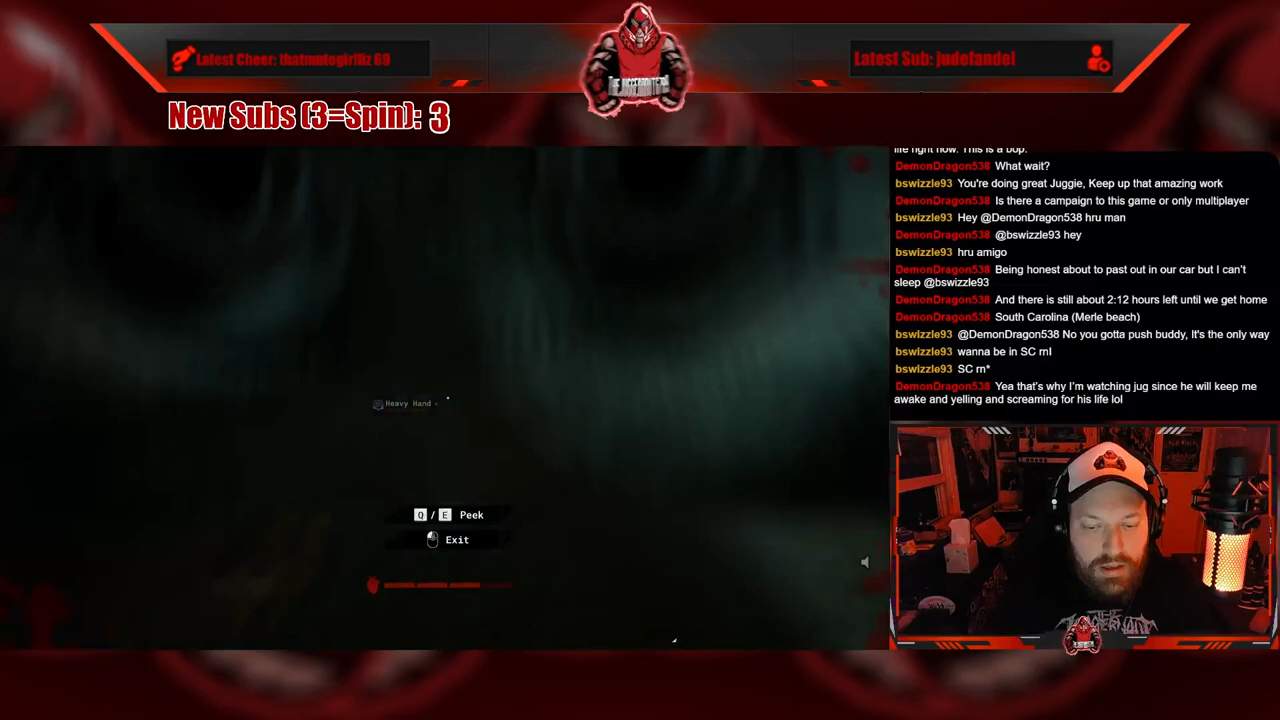 Latest Cheer: thatmutegirlliz 69
Latest Sub: judefandel
New Subs (3=Spin): 3
life right now. This is a bop.
DemonDragon538 What wait?
bswizzle93 You're doing great Juggie, Keep up that amazing work
DemonDragon538 Is there a campaign to this game or only multiplayer
bswizzle93 Hey @DemonDragon538 hru man
DemonDragon538 @bswizzle93 hey
bswizzle93 hru amigo
DemonDragon538 Being honest about to past out in our car but I can't
sleep @bswizzle93
DemonDragon538 And there is still about 2:12 hours left until we get home
DemonDragon538 South Carolina (Merle beach)
bswizzle93 @DemonDragon538 No you gotta push buddy, It's the only way
bswizzle93 wanna be in SC rnl
bswizzle93 SC rn*
DemonDragon538 Yea that's why I'm watching jug since he will keep me
awake and yelling and screaming for his life lol
Heavy Hand -
Q / E Peek
Exit